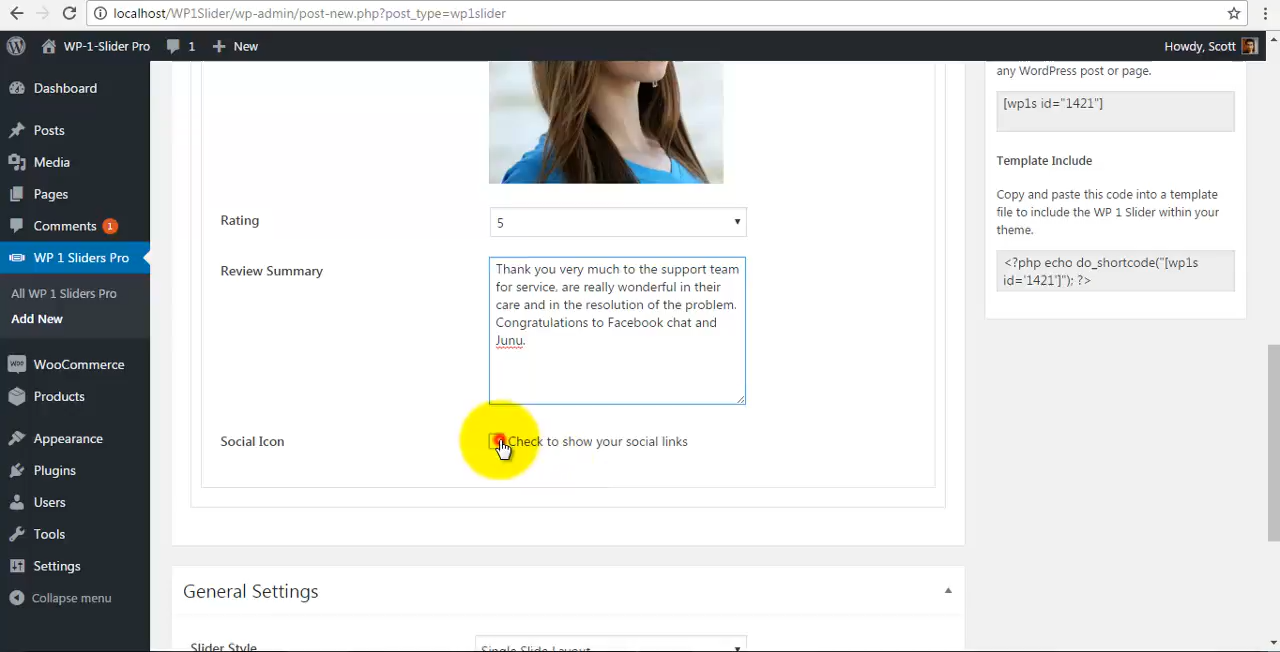 localhost/WP1Slider/wp-admin/post-new.php?post_type=wp1slider
WP-1-Slider Pro
1
New
Howdy, Scott
Dashboard
Posts
Media
Pages
Comments 1
WP 1 Sliders Pro
All WP 1 Sliders Pro
Add New
WooCommerce
Products
Appearance
Plugins
Users
Tools
Settings
Collapse menu
Rating
5
Review Summary
Thank you very much to the support team
for service. are really wonderful in their
care and in the resolution of the problem.
Congratulations to Facebook chat and
Junu.
Social Icon
Check to show your social links
General Settings
Slider Style
Single Slide Layout
any WordPress post or page.
[wp1s id="1421"]
Template Include
Copy and paste this code into a template
file to include the WP 1 Slider within your
theme.
<?php echo do_shortcode("[wp1s
id='1421']"); ?>